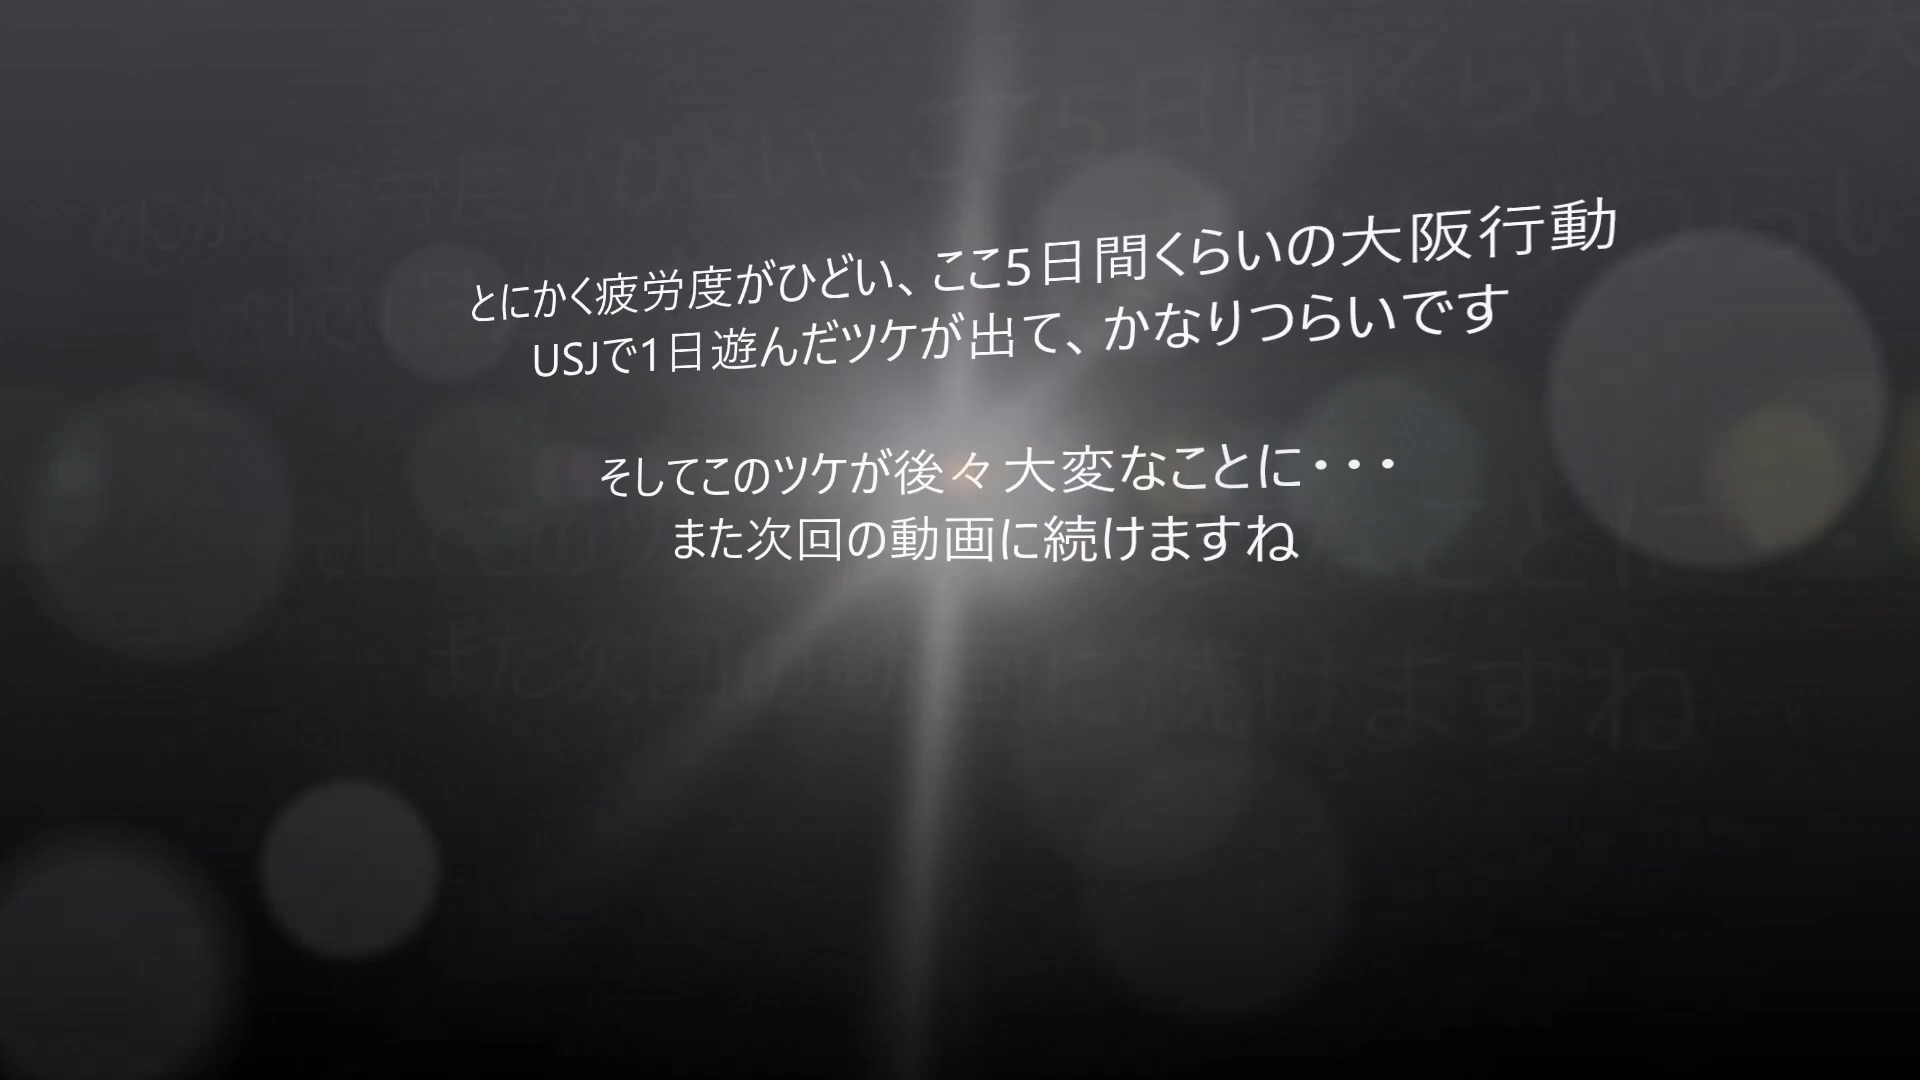 とにかく疲労度がひどい、ここ5日間くらいの大阪行動
USJで1日遊んだツケが出て、かなりつらいです
そしてこのツケが後々大変なことに・・・
また次回の動画に続けますね